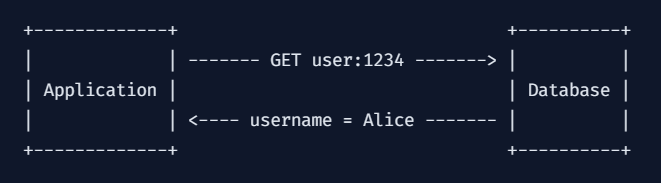 +-------------+                                +----------+
|             | ------- GET user:1234 -------> |          |
| Application |                                | Database |
|             | <---- username = Alice ------- |          |
+-------------+                                +----------+